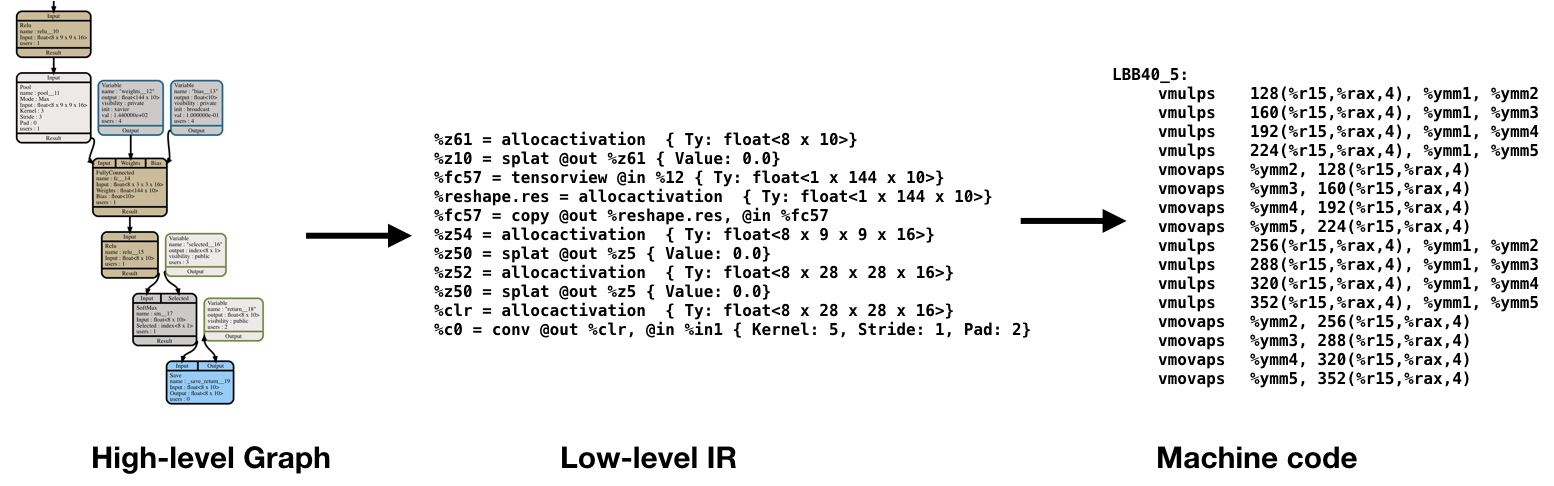 Input
Relu
name : relu__10
Input : float<8 x 9 x 9 x 16>
users : 1
Result
Input
Pool
name : pool__11
Mode : Max
Input : float<8 x 9 x 9 x 16>
Kernel : 3
Stride : 3
Pad : 0
users : 1
Result
Variable
name : "weights__12"
output : float<144 x 10>
visibility : private
init : xavier
val : 1.440000e+02
users : 4
Output
Variable
name : "bias__13"
output : float<10>
visibility : private
init : broadcast
val : 1.000000e-01
users : 4
Output
Input Weights Bias
FullyConnected
name : fc__14
Input : float<8 x 3 x 3 x 16>
Weights : float<144 x 10>
Bias : float<10>
users : 1
Result
Input
Relu
name : relu__15
Input : float<8 x 10>
users : 1
Result
Variable
name : "selected__16"
output : index<8 x 1>
visibility : public
users : 3
Output
Input Selected
SoftMax
name : sm__17
Input : float<8 x 10>
Selected : index<8 x 1>
users : 1
Result
Variable
name : "return__18"
output : float<8 x 10>
visibility : public
users : 2
Output
Input Output
Save
name : _save_return__19
Input : float<8 x 10>
Output : float<8 x 10>
users : 0
High-level Graph
%z61 = allocactivation { Ty: float<8 x 10>}
%z10 = splat @out %z61 { Value: 0.0}
%fc57 = tensorview @in %12 { Ty: float<1 x 144 x 10>}
%reshape.res = allocactivation { Ty: float<1 x 144 x 10>}
%fc57 = copy @out %reshape.res, @in %fc57
%z54 = allocactivation { Ty: float<8 x 9 x 9 x 16>}
%z50 = splat @out %z5 { Value: 0.0}
%z52 = allocactivation { Ty: float<8 x 28 x 28 x 16>}
%z50 = splat @out %z5 { Value: 0.0}
%clr = allocactivation { Ty: float<8 x 28 x 28 x 16>}
%c0 = conv @out %clr, @in %in1 { Kernel: 5, Stride: 1, Pad: 2}
Low-level IR
LBB40_5:
vmulps 128(%r15,%rax,4), %ymm1, %ymm2
vmulps 160(%r15,%rax,4), %ymm1, %ymm3
vmulps 192(%r15,%rax,4), %ymm1, %ymm4
vmulps 224(%r15,%rax,4), %ymm1, %ymm5
vmovaps %ymm2, 128(%r15,%rax,4)
vmovaps %ymm3, 160(%r15,%rax,4)
vmovaps %ymm4, 192(%r15,%rax,4)
vmovaps %ymm5, 224(%r15,%rax,4)
vmulps 256(%r15,%rax,4), %ymm1, %ymm2
vmulps 288(%r15,%rax,4), %ymm1, %ymm3
vmulps 320(%r15,%rax,4), %ymm1, %ymm4
vmulps 352(%r15,%rax,4), %ymm1, %ymm5
vmovaps %ymm2, 256(%r15,%rax,4)
vmovaps %ymm3, 288(%r15,%rax,4)
vmovaps %ymm4, 320(%r15,%rax,4)
vmovaps %ymm5, 352(%r15,%rax,4)
Machine code